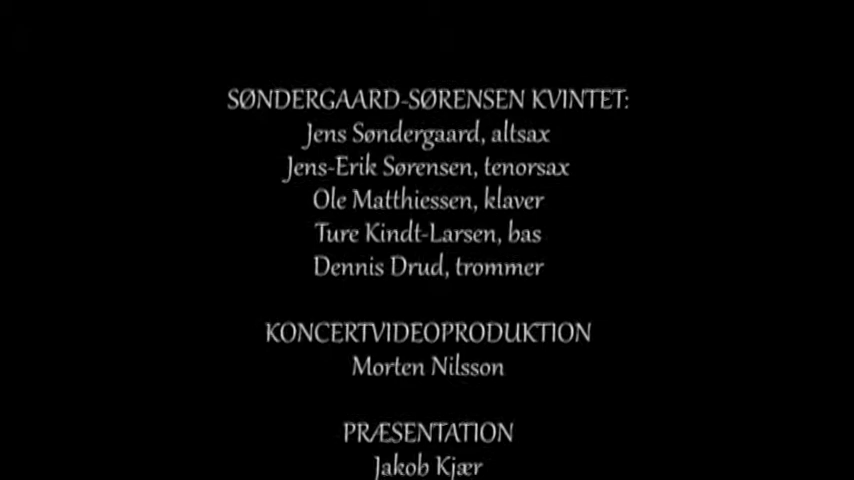 SØNDERGAARD-SØRENSEN KVINTET:
Jens Søndergaard, altsax
Jens-Erik Sørensen, tenorsax
Ole Matthiessen, klaver
Ture Kindt-Larsen, bas
Dennis Drud, trommer
KONCERTVIDEOPRODUKTION
Morten Nilsson
PRÆSENTATION
Jakob Kjær